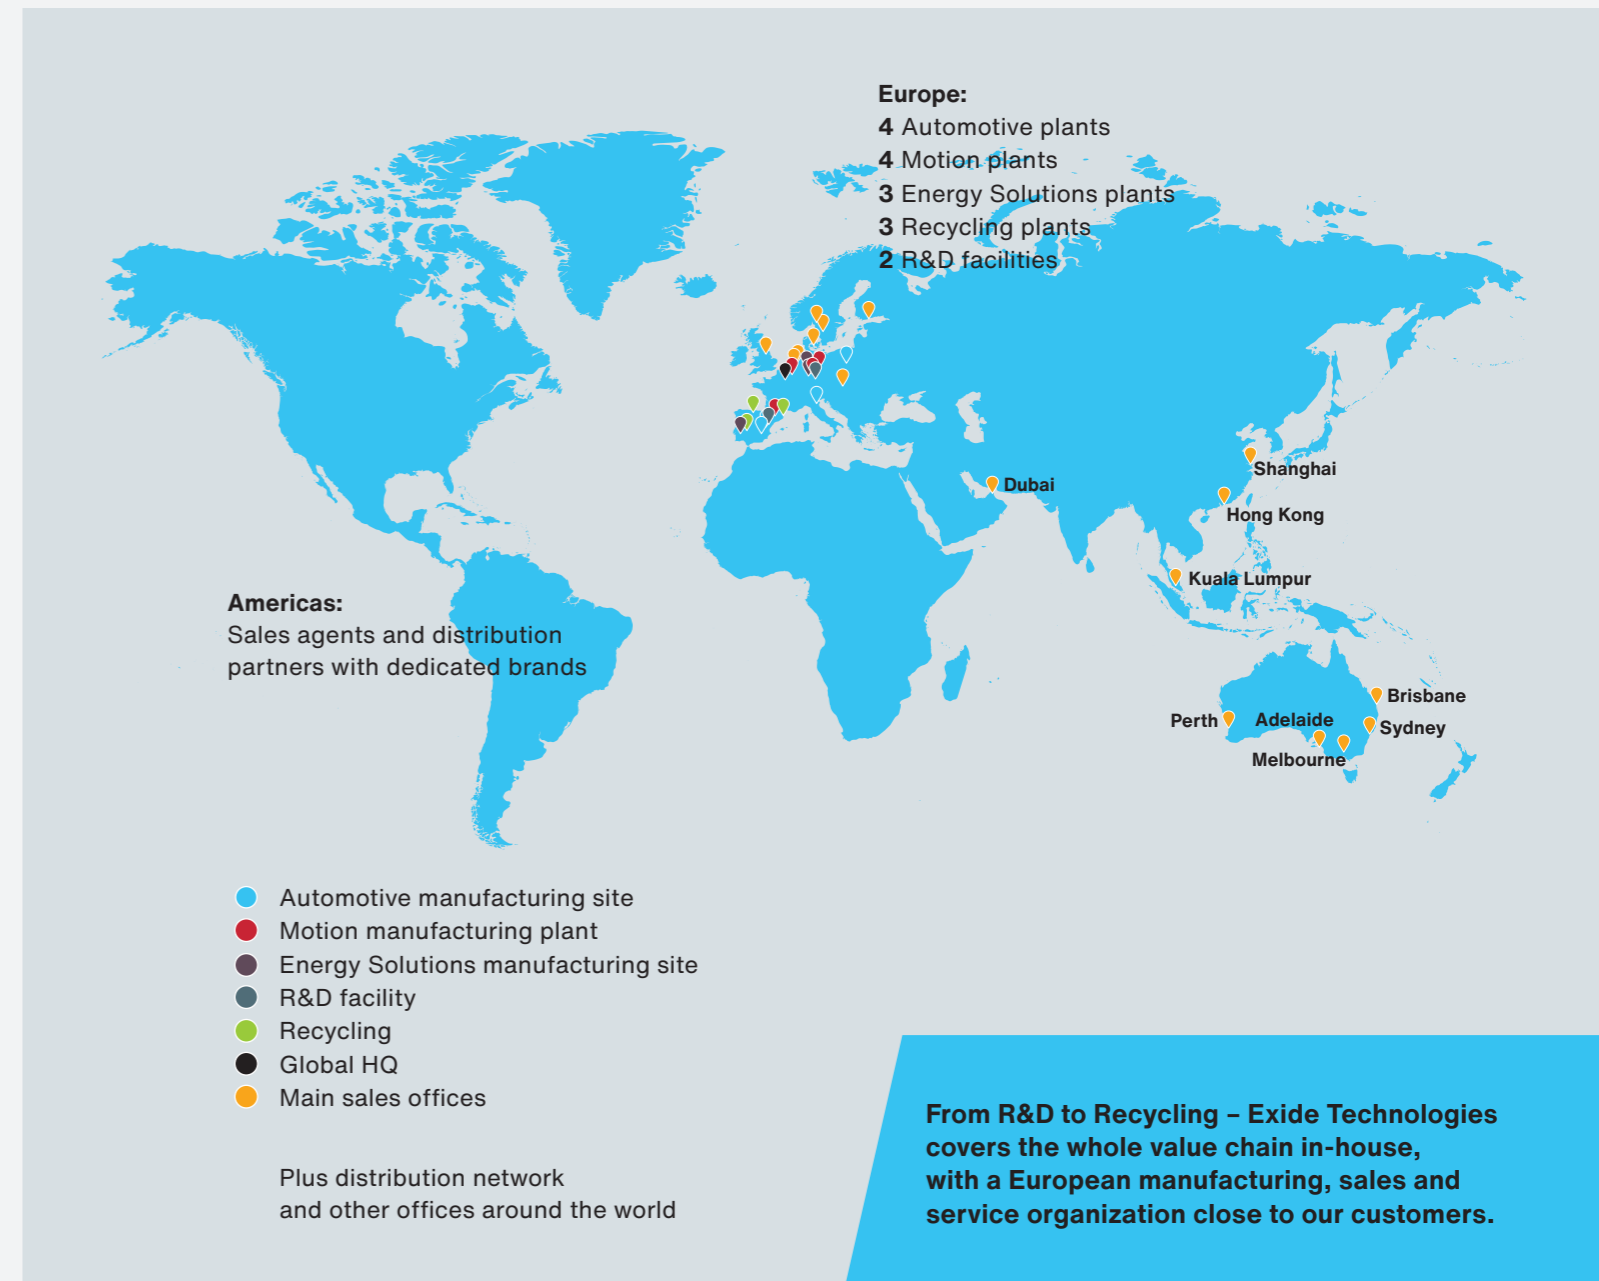 Europe:
4 Automotive plants
4 Motion plants
3 Energy Solutions plants
3 Recycling plants
2 R&D facilities
Shanghai
Dubai
Hong Kong
Kuala Lumpur
Americas:
Sales agents and distribution
partners with dedicated brands
Brisbane
Perth
Adelaide
Sydney
Melbourne
Automotive manufacturing site
Motion manufacturing plant
Energy Solutions manufacturing site
R&D facility
Recycling
Global HQ
Main sales offices
Plus distribution network
and other offices around the world
From R&D to Recycling – Exide Technologies
covers the whole value chain in-house,
with a European manufacturing, sales and
service organization close to our customers.